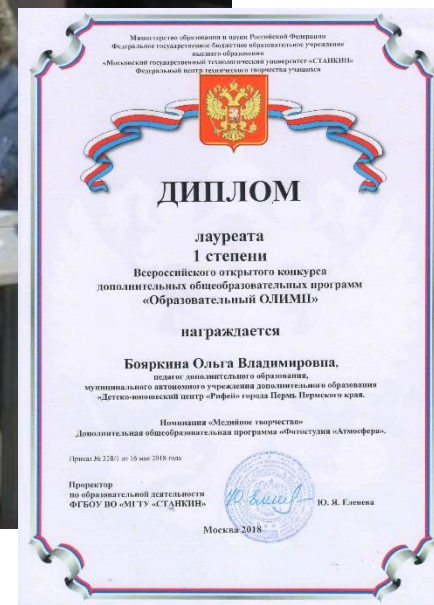 Министерство образования и науки Российской Федерации
Федеральное государственное бюджетное образовательное учреждение
высшего образования
«Московский государственный технологический университет «СТАНКИН»
Федеральный центр технического творчества учащихся
ДИПЛОМ
лауреата
1 степени
Всероссийского открытого конкурса
дополнительных общеобразовательных программ
«Образовательный ОЛИМП»
награждается
Бояркина Ольга Владимировна,
педагог дополнительного образования,
муниципального автономного учреждения дополнительного образования
«Детско-юношеский центр «Рифей» города Пермь Пермского края.
Номинация «Медийное творчество»
Дополнительная общеобразовательная программа «Фотостудия «Атмосфера».
Приказ № 328/1 от 16 мая 2018 года
Проректор
по образовательной деятельности
ФГБОУ ВО «МГТУ «СТАНКИН»
Ю. Я. Еленева
Москва 2018